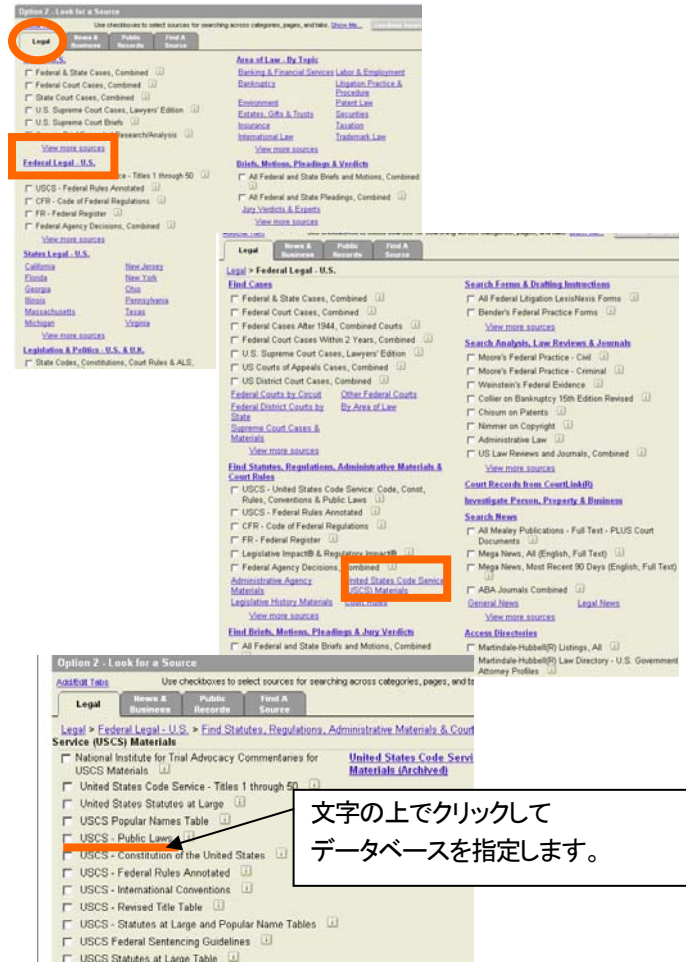 Option 2 - Look for a Source
Use checkboxes to select sources for searching across categories, pages, and tabs. Show Me...
Legal
News & Business
Public Records
Find A Source
Federal & State Cases, Combined
Federal Court Cases, Combined
State Court Cases, Combined
U.S. Supreme Court Cases, Lawyers' Edition
U.S. Supreme Court Briefs
Research/Analysis
View more sources
Federal Legal - U.S.
ce - Titles 1 through 50
USCS - Federal Rules Annotated
CFR - Code of Federal Regulations
FR - Federal Register
Federal Agency Decisions, Combined
View more sources
States Legal - U.S.
California New Jersey
Florida New York
Georgia Ohio
Illinois Pennsylvania
Massachusetts Texas
Michigan Virginia
View more sources
Legislation & Politics - U.S. & U.K.
State Codes, Constitutions, Court Rules & ALS,
Area of Law - By Topic
Banking & Financial Services Labor & Employment
Bankruptcy Litigation Practice & Procedure
Environment Patent Law
Estates, Gifts & Trusts Securities
Insurance Taxation
International Law Trademark Law
View more sources
Briefs, Motions, Pleadings & Verdicts
All Federal and State Briefs and Motions, Combined
All Federal and State Pleadings, Combined
Jury Verdicts & Experts
View more sources
Legal
News & Business
Public Records
Find A Source
Legal > Federal Legal - U.S.
Find Cases
Federal & State Cases, Combined
Federal Court Cases, Combined
Federal Cases After 1944, Combined Courts
Federal Court Cases Within 2 Years, Combined
U.S. Supreme Court Cases, Lawyers' Edition
US Courts of Appeals Cases, Combined
US District Court Cases, Combined
Federal Courts by Circuit Other Federal Courts
Federal District Courts by State By Area of Law
Supreme Court Cases & Materials
View more sources
Find Statutes, Regulations, Administrative Materials &
Court Rules
USCS - United States Code Service: Code, Const,
Rules, Conventions & Public Laws
USCS - Federal Rules Annotated
CFR - Code of Federal Regulations
FR - Federal Register
Legislative Impact® & Regulatory Impact®
Federal Agency Decisions, Combined
Administrative Agency Materials
United States Code Service (USCS) Materials
Legislative History Materials Court Rules
View more sources
Find Briefs, Motions, Pleadings & Jury Verdicts
All Federal and State Briefs and Motions, Combined
Search Forms & Drafting Instructions
All Federal Litigation LexisNexis Forms
Bender's Federal Practice Forms
View more sources
Search Analysis, Law Reviews & Journals
Moore's Federal Practice - Civil
Moore's Federal Practice - Criminal
Weinstein's Federal Evidence
Collier on Bankruptcy 15th Edition Revised
Chisum on Patents
Nimmer on Copyright
Administrative Law
US Law Reviews and Journals, Combined
View more sources
Court Records from CourtLink(R)
Investigate Person, Property & Business
Search News
All Mealey Publications - Full Text - PLUS Court
Documents
Mega News, All (English, Full Text)
Mega News, Most Recent 90 Days (English, Full Text)
ABA Journals Combined
General News Legal News
View more sources
Access Directories
Martindale-Hubbell(R) Listings, All
Martindale-Hubbell(R) Law Directory - U.S. Government
Attorney Profiles
Option 2 - Look for a Source
Add/Edit Tabs Use checkboxes to select sources for searching across categories, pages, and ta
Legal
News & Business
Public Records
Find A Source
Legal > Federal Legal - U.S. > Find Statutes, Regulations, Administrative Materials & Court
Service (USCS) Materials
National Institute for Trial Advocacy Commentaries for
USCS Materials
United States Code Service - Titles 1 through 50
United States Statutes at Large
USCS Popular Names Table
USCS - Public Laws
USCS - Constitution of the United States
USCS - Federal Rules Annotated
USCS - International Conventions
USCS - Revised Title Table
USCS - Statutes at Large and Popular Name Tables
USCS Federal Sentencing Guidelines
USCS Statutes at Large Table
United States Code Servi
Materials (Archived)
文字の上でクリックして
データベースを指定します。